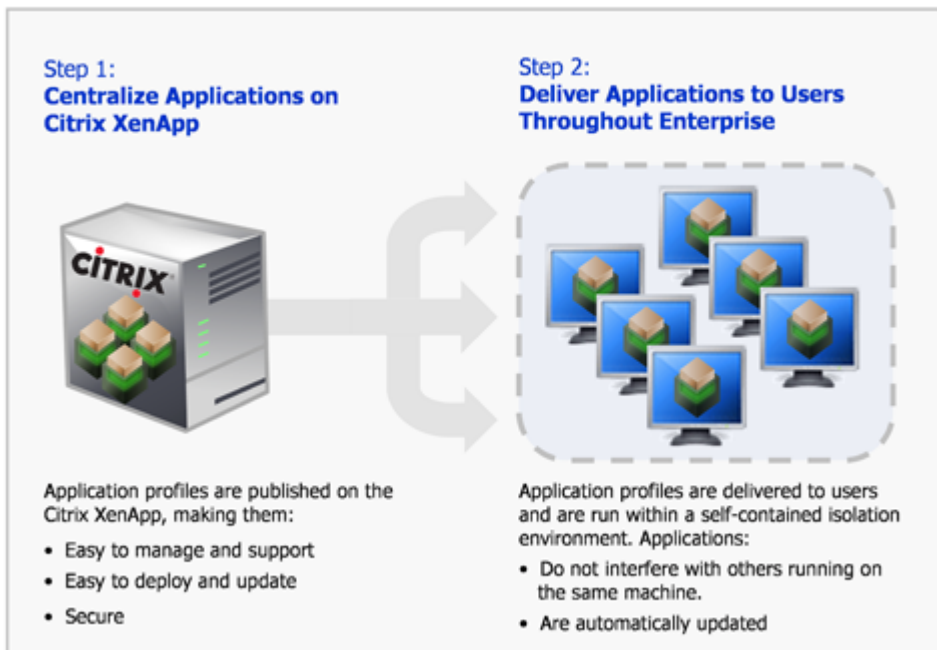 Step 1:
Centralize Applications on
Citrix XenApp
CİTRIX®
Application profiles are published on the
Citrix XenApp, making them:
• Easy to manage and support
• Easy to deploy and update
• Secure
Step 2:
Deliver Applications to Users
Throughout Enterprise
Application profiles are delivered to users
and are run within a self-contained isolation
environment. Applications:
• Do not interfere with others running on
the same machine.
• Are automatically updated